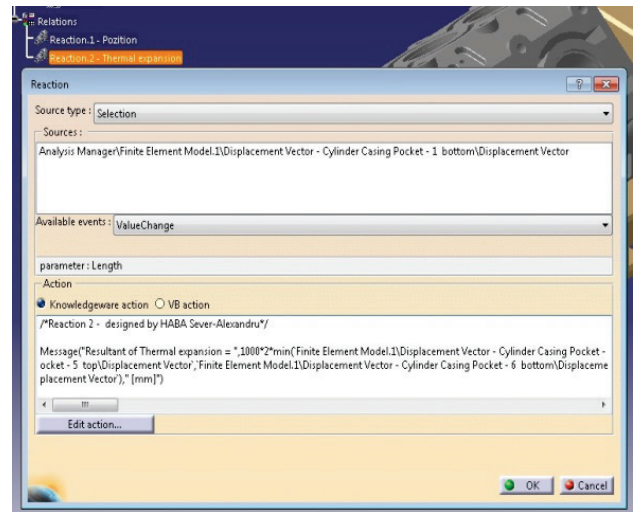 Relations
Reaction.1 - Pozition
Reaction.2 - Thermal expansion
Reaction
Source type : Selection
Sources :
Analysis Manager\Finite Element Model.1\Displacement Vector - Cylinder Casing Pocket - 1 bottom\Displacement Vector
Available events : ValueChange
parameter : Length
Action
Knowledgeware action VB action
/*Reaction 2 - designed by HABA Sever-Alexandru*/
Message("Resultant of Thermal expansion = ",1000*2*min(`Finite Element Model.1\Displacement Vector - Cylinder Casing Pocket -
ocket - 5 top\Displacement Vector`,`Finite Element Model.1\Displacement Vector - Cylinder Casing Pocket - 6 bottom\Displaceme
placement Vector`)," [mm]")
Edit action...
OK Cancel